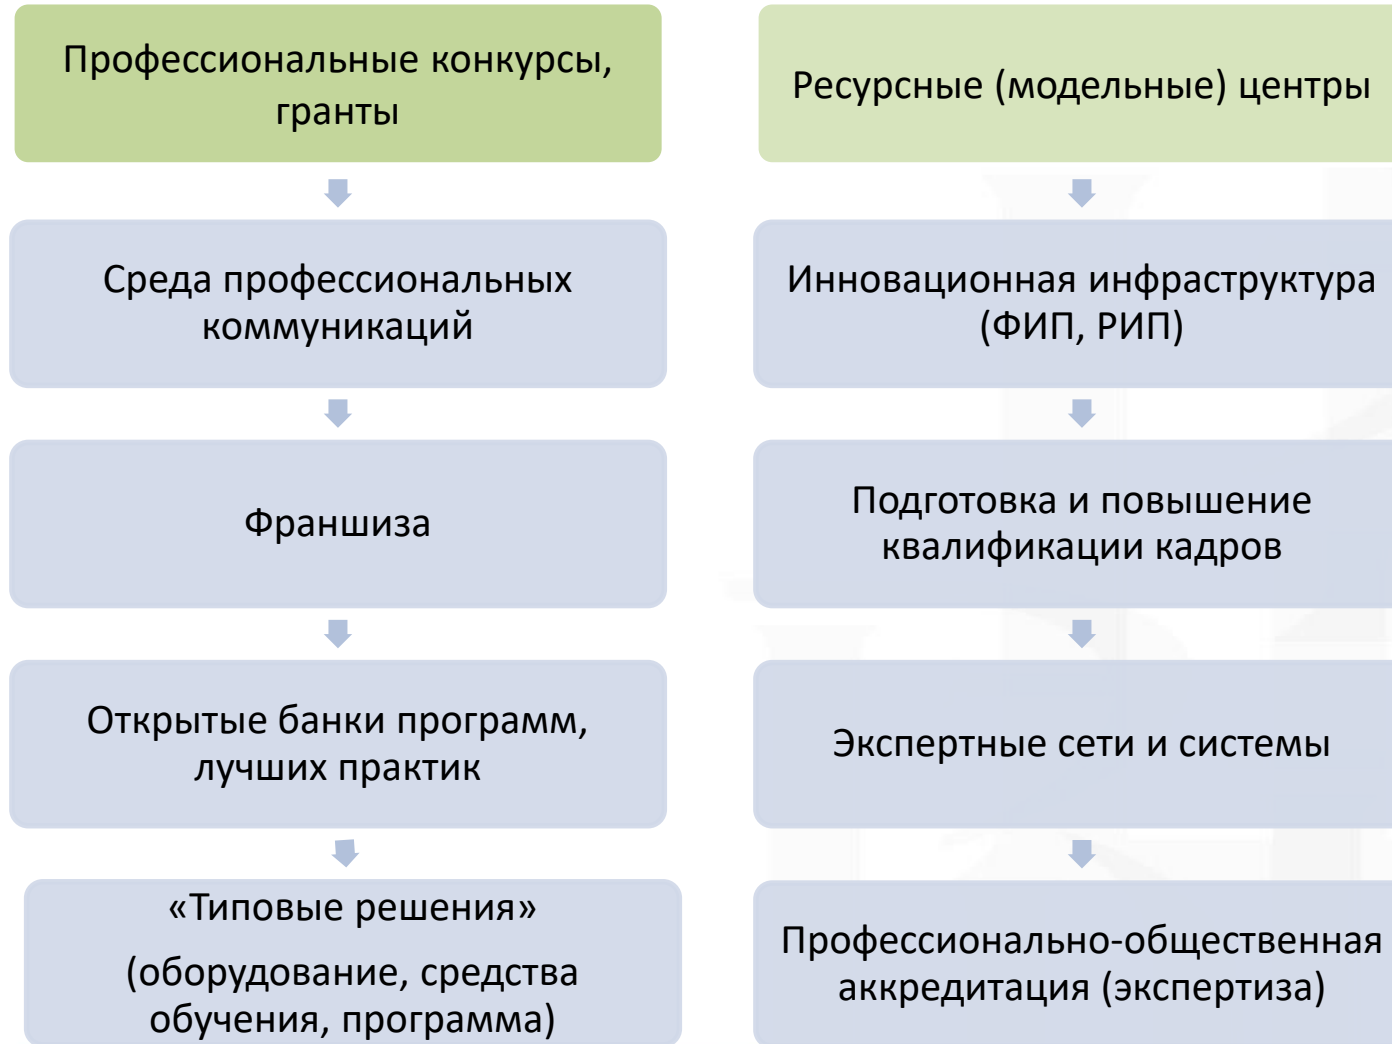 Профессиональные конкурсы,
гранты
Среда профессиональных
коммуникаций
Франшиза
Открытые банки программ,
лучших практик
«Типовые решения»
(оборудование, средства
обучения, программа)
Ресурсные (модельные) центры
Инновационная инфраструктура
(ФИП, РИП)
Подготовка и повышение
квалификации кадров
Экспертные сети и системы
Профессионально-общественная
аккредитация (экспертиза)